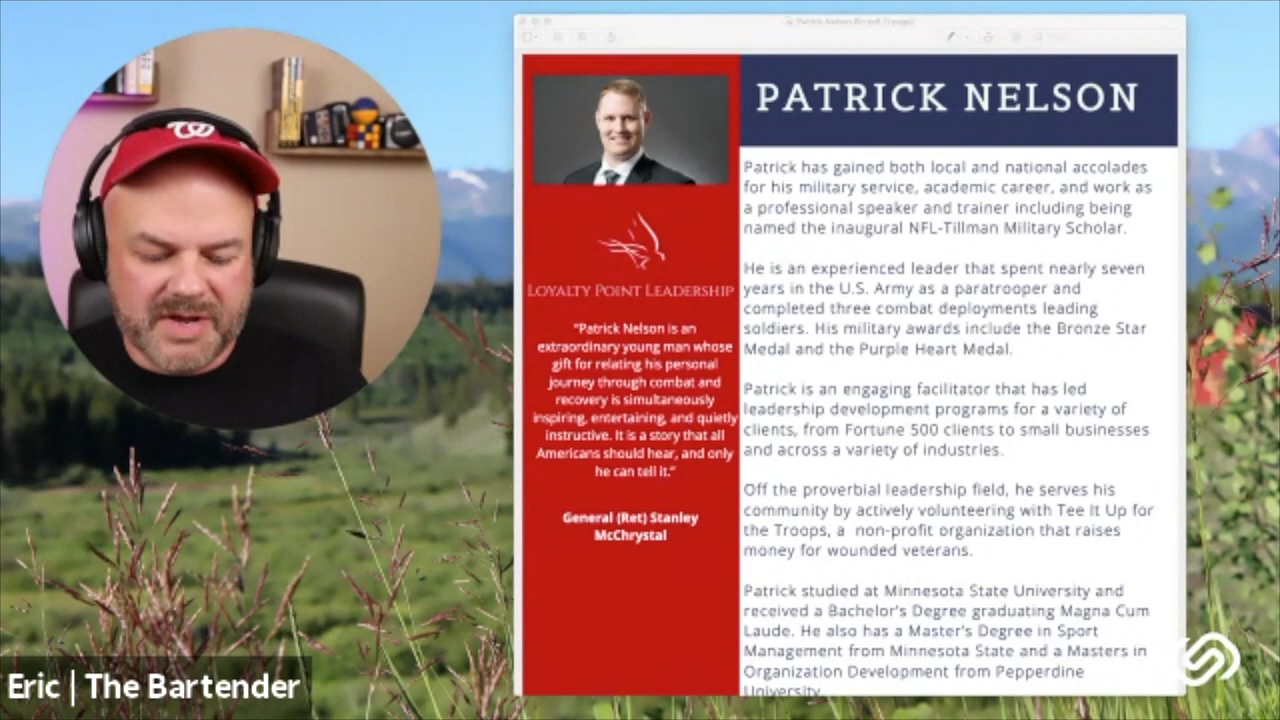 Patrick Nelson Bio.pdf (1 page)
PATRICK NELSON
Patrick has gained both local and national accolades
for his military service, academic career, and work as
a professional speaker and trainer including being
named the inaugural NFL-Tillman Military Scholar.
He is an experienced leader that spent nearly seven
years in the U.S. Army as a paratrooper and
completed three combat deployments leading
soldiers. His military awards include the Bronze Star
Medal and the Purple Heart Medal.
Patrick is an engaging facilitator that has led
leadership development programs for a variety of
clients, from Fortune 500 clients to small businesses
and across a variety of industries.
Off the proverbial leadership field, he serves his
community by actively volunteering with Tee It Up for
the Troops, a non-profit organization that raises
money for wounded veterans.
Patrick studied at Minnesota State University and
received a Bachelor's Degree graduating Magna Cum
Laude. He also has a Master's Degree in Sport
Management from Minnesota State and a Masters in
Organization Development from Pepperdine
University.
LOYALTY POINT LEADERSHIP
"Patrick Nelson is an
extraordinary young man whose
gift for relating his personal
journey through combat and
recovery is simultaneously
inspiring, entertaining, and quietly
instructive. It is a story that all
Americans should hear, and only
he can tell it."
General (Ret) Stanley
McChrystal
W
Eric | The Bartender